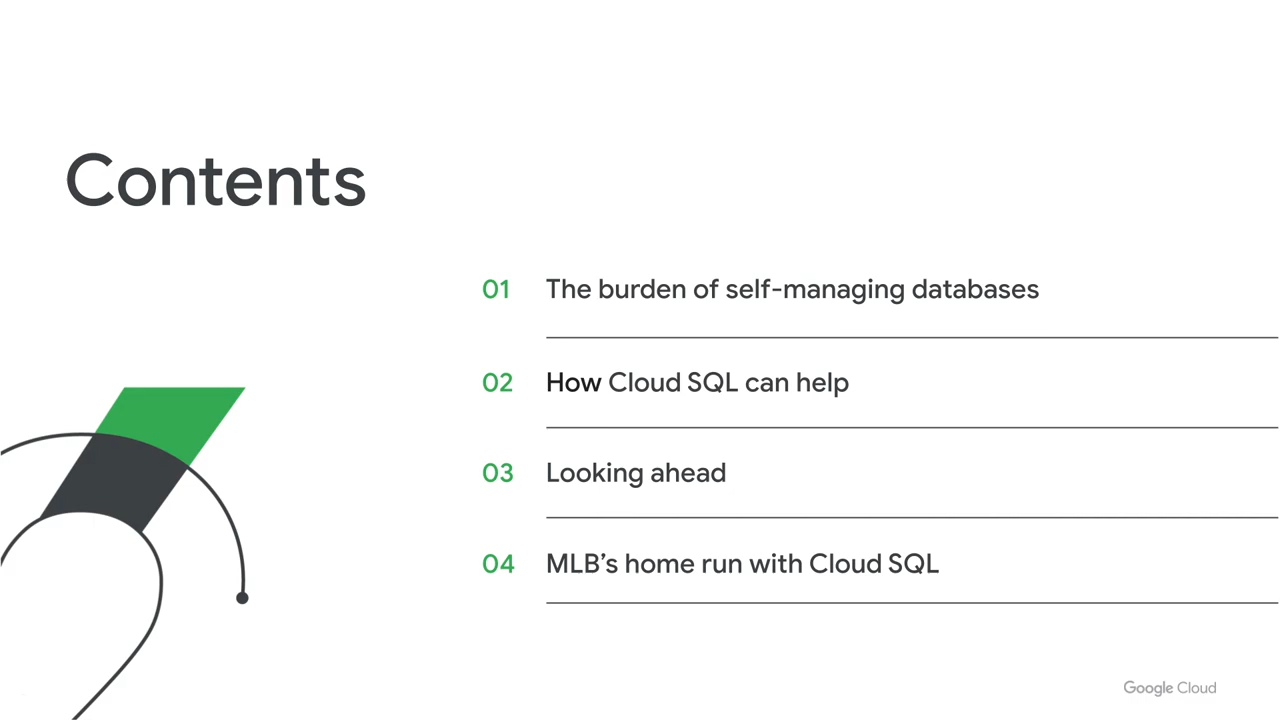 Contents
01 The burden of self-managing databases
02 How Cloud SQL can help
03 Looking ahead
04 MLB’s home run with Cloud SQL
Google Cloud